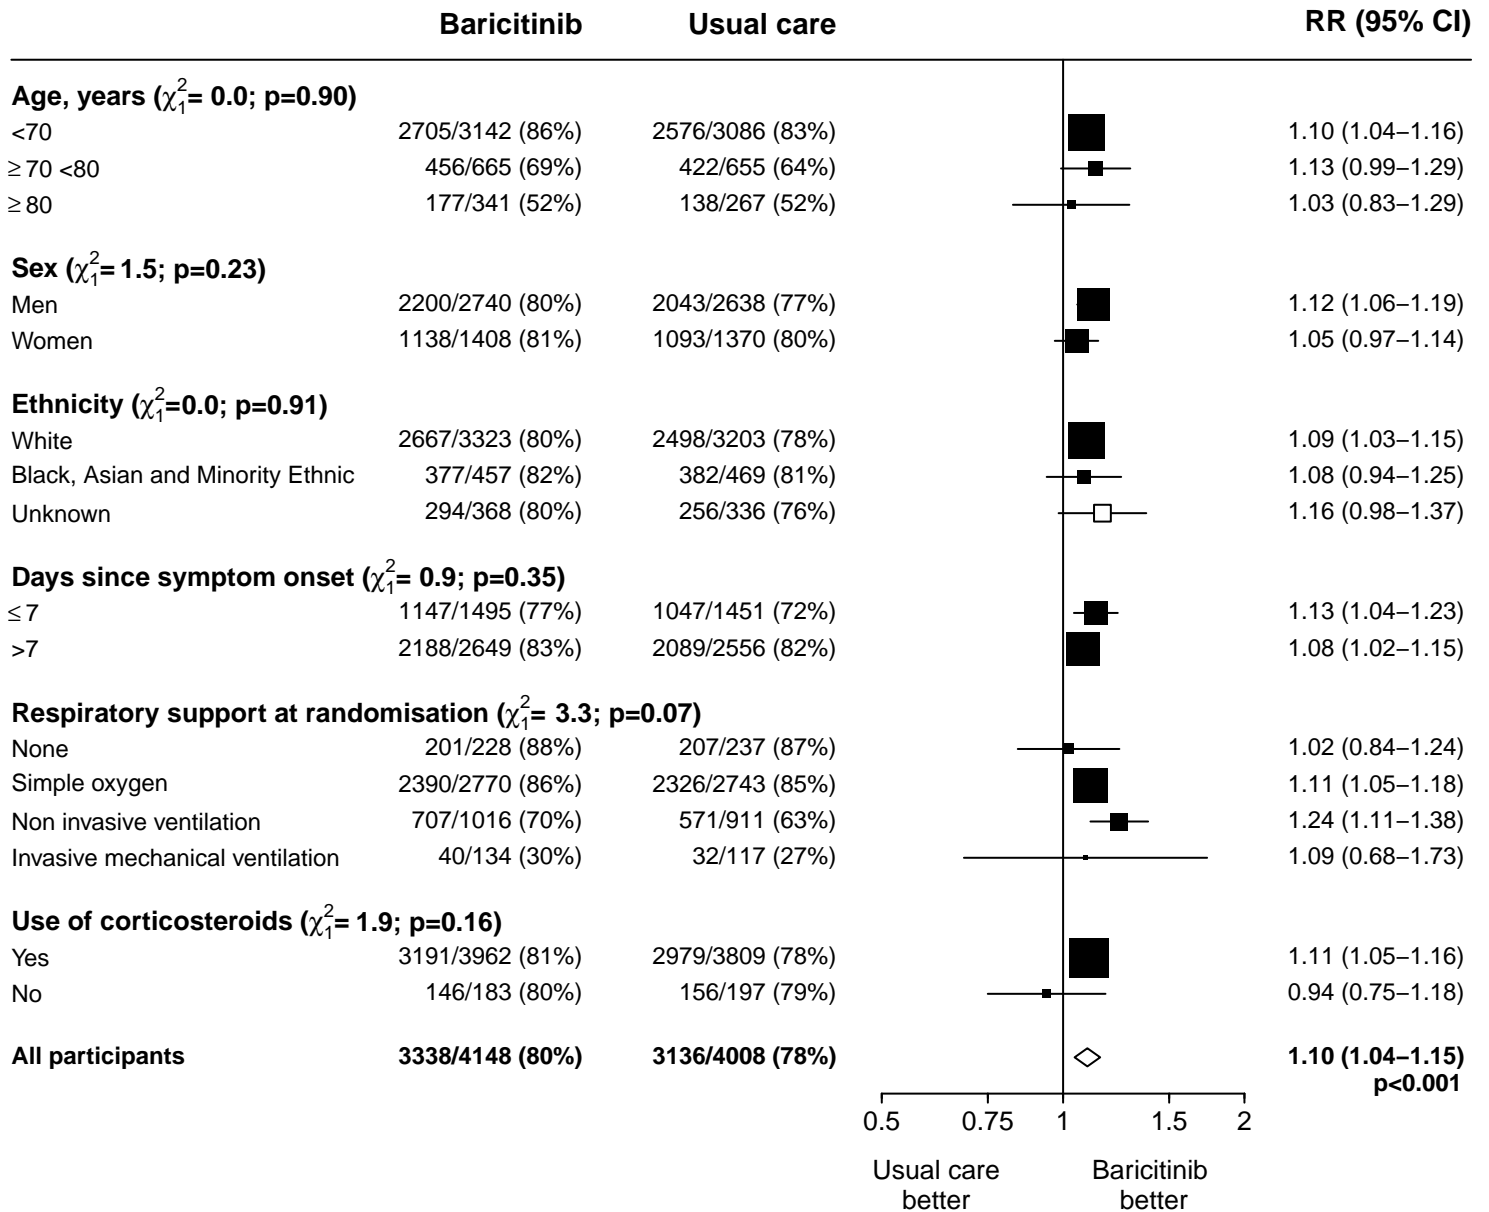 Baricitinib Usual care RR (95% CI)
Age, years (χ²₁= 0.0; p=0.90)
<70 2705/3142 (86%) 2576/3086 (83%) 1.10 (1.04−1.16)
≥ 70 <80 456/665 (69%) 422/655 (64%) 1.13 (0.99−1.29)
≥ 80 177/341 (52%) 138/267 (52%) 1.03 (0.83−1.29)
Sex (χ²₁= 1.5; p=0.23)
Men 2200/2740 (80%) 2043/2638 (77%) 1.12 (1.06−1.19)
Women 1138/1408 (81%) 1093/1370 (80%) 1.05 (0.97−1.14)
Ethnicity (χ²₁=0.0; p=0.91)
White 2667/3323 (80%) 2498/3203 (78%) 1.09 (1.03−1.15)
Black, Asian and Minority Ethnic 377/457 (82%) 382/469 (81%) 1.08 (0.94−1.25)
Unknown 294/368 (80%) 256/336 (76%) 1.16 (0.98−1.37)
Days since symptom onset (χ²₁= 0.9; p=0.35)
≤ 7 1147/1495 (77%) 1047/1451 (72%) 1.13 (1.04−1.23)
>7 2188/2649 (83%) 2089/2556 (82%) 1.08 (1.02−1.15)
Respiratory support at randomisation (χ²₁= 3.3; p=0.07)
None 201/228 (88%) 207/237 (87%) 1.02 (0.84−1.24)
Simple oxygen 2390/2770 (86%) 2326/2743 (85%) 1.11 (1.05−1.18)
Non invasive ventilation 707/1016 (70%) 571/911 (63%) 1.24 (1.11−1.38)
Invasive mechanical ventilation 40/134 (30%) 32/117 (27%) 1.09 (0.68−1.73)
Use of corticosteroids (χ²₁= 1.9; p=0.16)
Yes 3191/3962 (81%) 2979/3809 (78%) 1.11 (1.05−1.16)
No 146/183 (80%) 156/197 (79%) 0.94 (0.75−1.18)
All participants 3338/4148 (80%) 3136/4008 (78%) 1.10 (1.04−1.15)
p<0.001
0.5 0.75 1 1.5 2
Usual care Baricitinib
better better